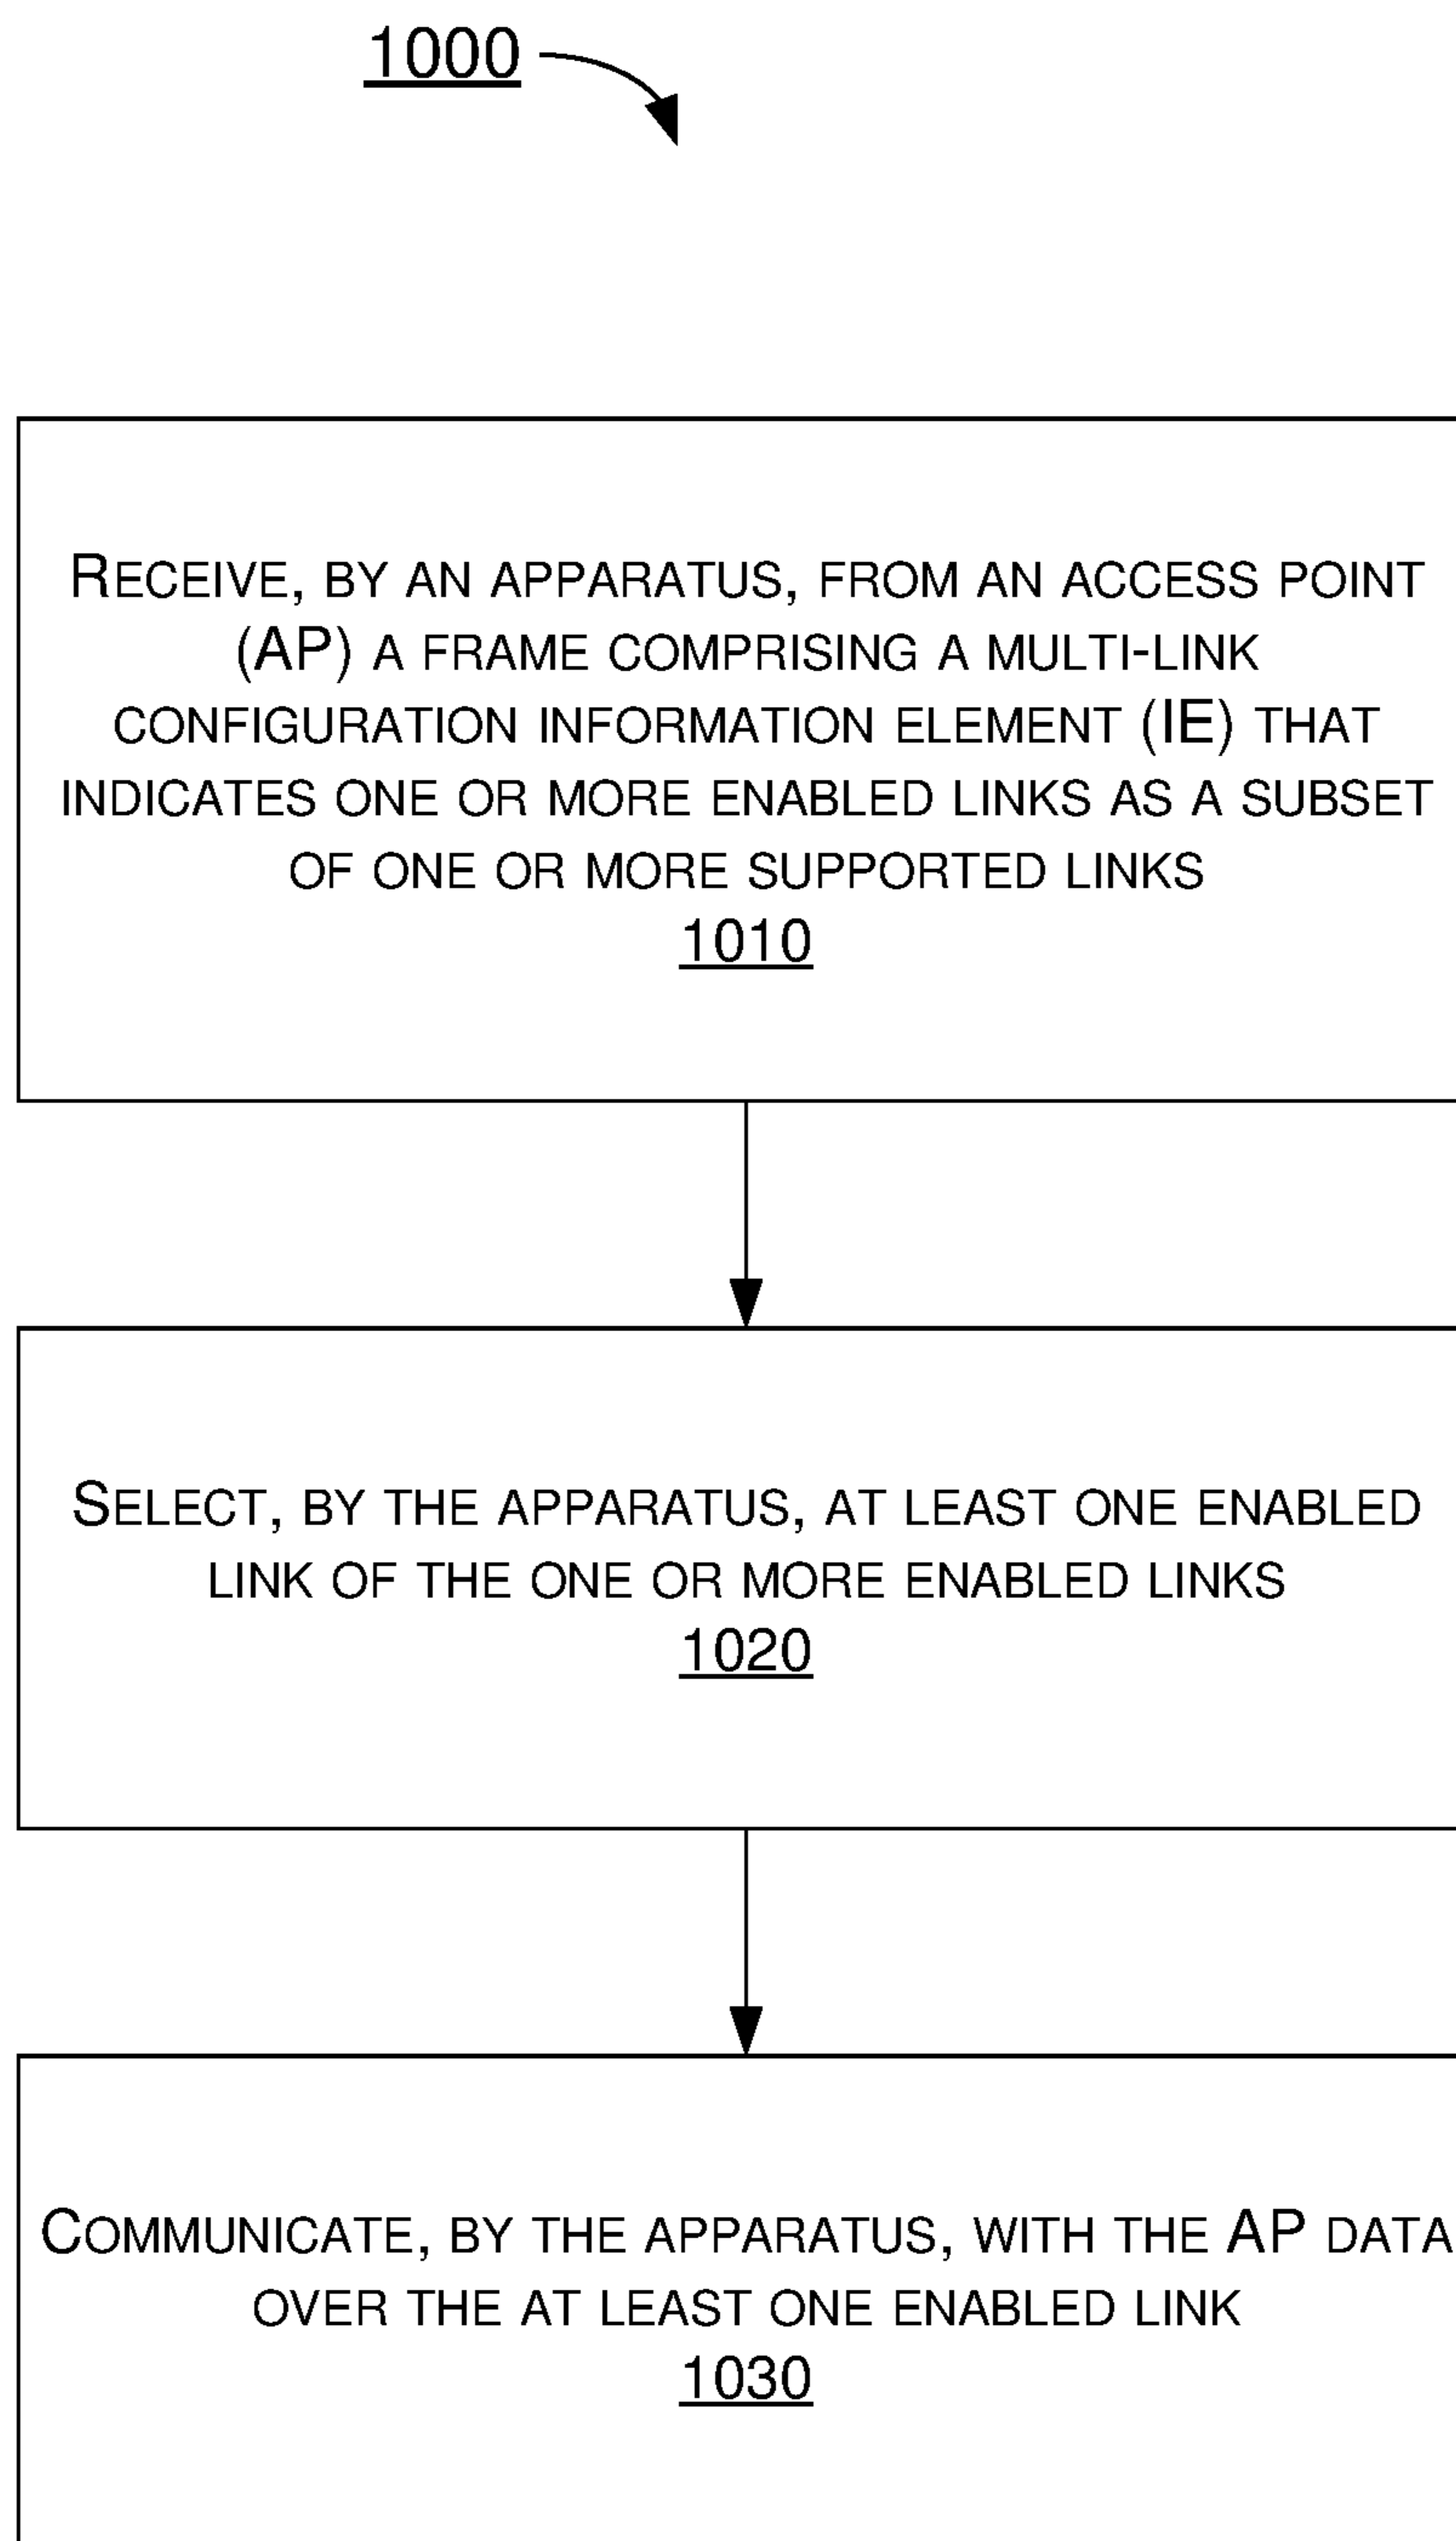 1000
RECEIVE, BY AN APPARATUS, FROM AN ACCESS POINT
(AP) A FRAME COMPRISING A MULTI-LINK
CONFIGURATION INFORMATION ELEMENT (IE) THAT
INDICATES ONE OR MORE ENABLED LINKS AS A SUBSET
OF ONE OR MORE SUPPORTED LINKS
1010
SELECT, BY THE APPARATUS, AT LEAST ONE ENABLED
LINK OF THE ONE OR MORE ENABLED LINKS
1020
COMMUNICATE, BY THE APPARATUS, WITH THE AP DATA
OVER THE AT LEAST ONE ENABLED LINK
1030